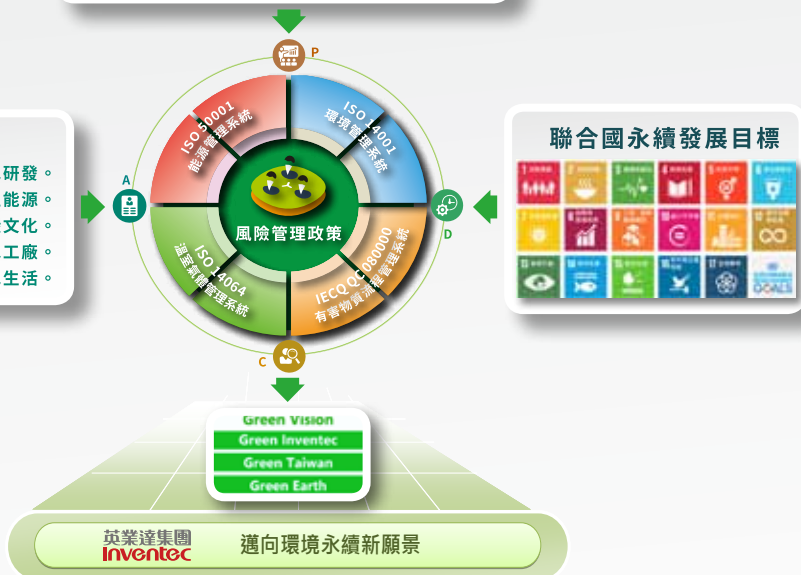 P
ISO 50001
能源管理系統
ISO 14001
環境管理系統
研發。
能源。
文化。
工廠。
生活。
A
風險管理政策
D
聯合國永續發展目標
ISO 14064
溫室氣體管理系統
IECQ QC 080000
有害物質流程管理系統
C
Green Vision
Green Inventec
Green Taiwan
Green Earth
英業達集團
Inventec
邁向環境永續新願景